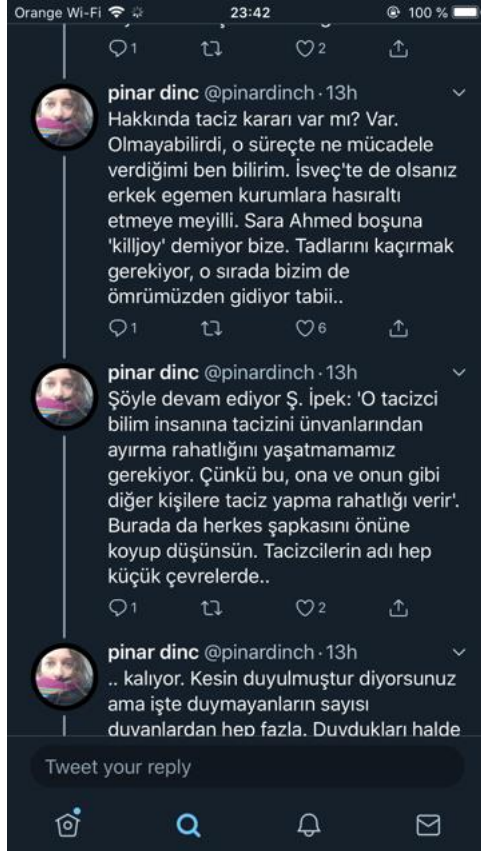 Orange Wi-Fi 23:42 100 %
1 2
pinar dinc @pinardinch · 13h
Hakkında taciz kararı var mı? Var.
Olmayabilirdi, o süreçte ne mücadele
verdiğimi ben bilirim. İsveç'te de olsanız
erkek egemen kurumlara hasıraltı
etmeye meyilli. Sara Ahmed boşuna
'killjoy' demiyor bize. Tadlarını kaçırmak
gerekiyor, o sırada bizim de
ömrümüzden gidiyor tabii..
1 6
pinar dinc @pinardinch · 13h
Şöyle devam ediyor Ş. İpek: 'O tacizci
bilim insanına tacizini ünvanlarından
ayırma rahatlığını yaşatmamamız
gerekiyor. Çünkü bu, ona ve onun gibi
diğer kişilere taciz yapma rahatlığı verir'.
Burada da herkes şapkasını önüne
koyup düşünsün. Tacizcilerin adı hep
küçük çevrelerde..
1 2
pinar dinc @pinardinch · 13h
.. kalıyor. Kesin duyulmuştur diyorsunuz
ama işte duymayanların sayısı
duyanlardan hep fazla. Duydukları halde
Tweet your reply